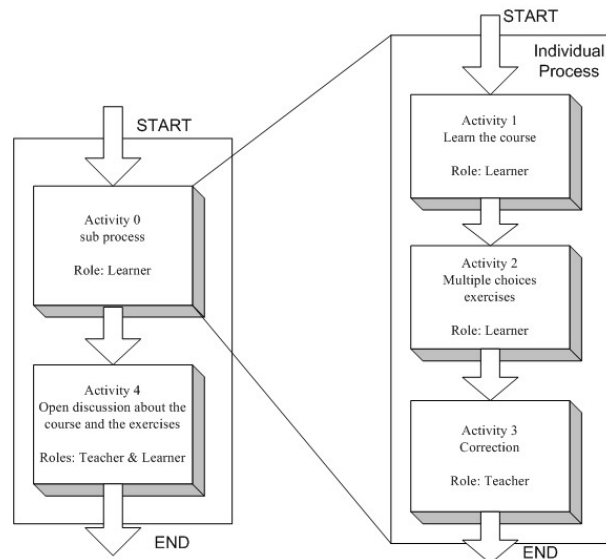 START
Activity 0
sub process
Role: Learner
Activity 4
Open discussion about the
course and the exercises
Roles: Teacher & Learner
END
START
Individual
Process
Activity 1
Learn the course
Role: Learner
Activity 2
Multiple choices
exercises
Role: Learner
Activity 3
Correction
Role: Teacher
END